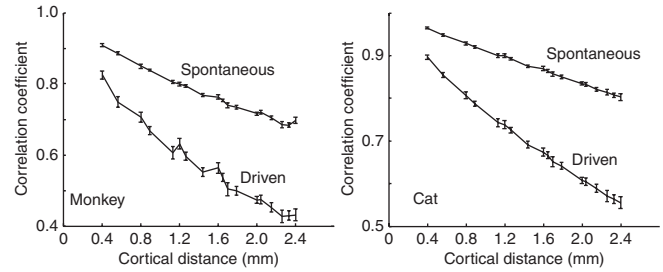 1.0
0.8
0.6
0.4
Correlation coefficient
Spontaneous
Driven
Monkey
0 0.4 0.8 1.2 1.6 2.0 2.4
Cortical distance (mm)
0.9
0.7
0.5
Correlation coefficient
Spontaneous
Driven
Cat
0 0.4 0.8 1.2 1.6 2.0 2.4
Cortical distance (mm)